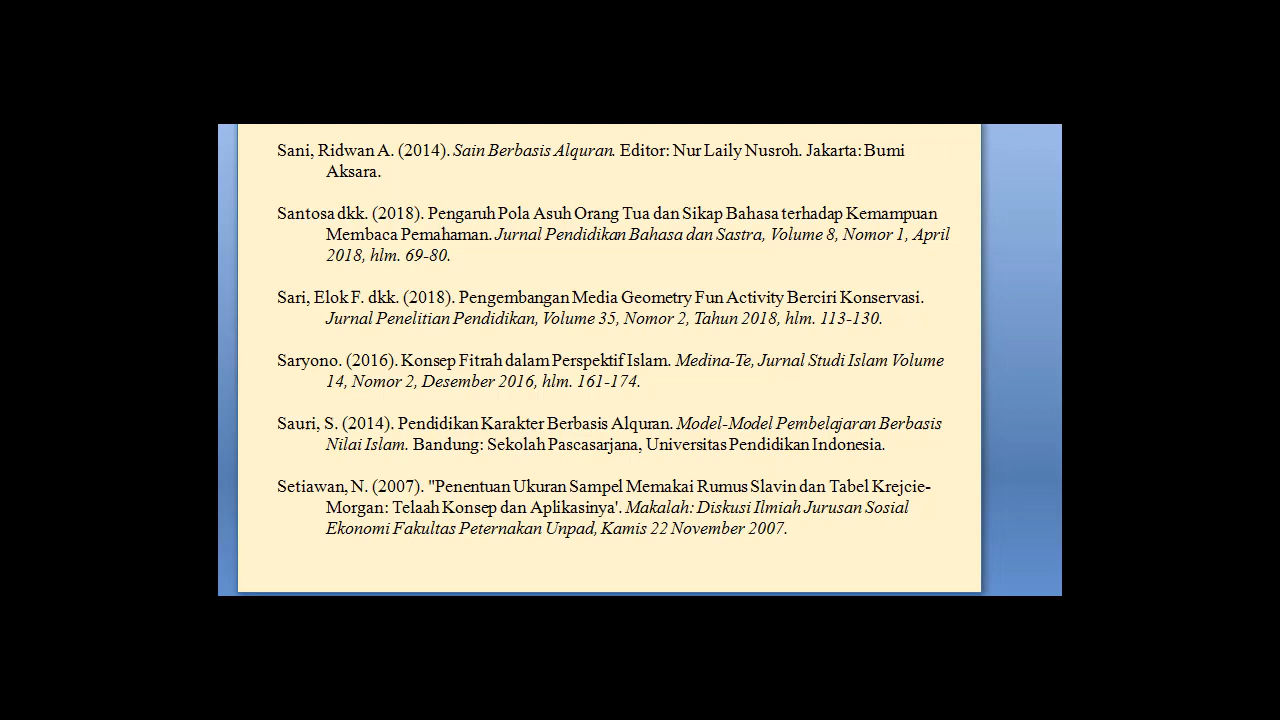 Sani, Ridwan A. (2014). Sain Berbasis Alquran. Editor: Nur Laily Nusroh. Jakarta: Bumi
Aksara.
Santosa dkk. (2018). Pengaruh Pola Asuh Orang Tua dan Sikap Bahasa terhadap Kemampuan
Membaca Pemahaman. Jurnal Pendidikan Bahasa dan Sastra, Volume 8, Nomor 1, April
2018, hlm. 69-80.
Sari, Elok F. dkk. (2018). Pengembangan Media Geometry Fun Activity Berciri Konservasi.
Jurnal Penelitian Pendidikan, Volume 35, Nomor 2, Tahun 2018, hlm. 113-130.
Saryono. (2016). Konsep Fitrah dalam Perspektif Islam. Medina-Te, Jurnal Studi Islam Volume
14, Nomor 2, Desember 2016, hlm. 161-174.
Sauri, S. (2014). Pendidikan Karakter Berbasis Alquran. Model-Model Pembelajaran Berbasis
Nilai Islam. Bandung: Sekolah Pascasarjana, Universitas Pendidikan Indonesia.
Setiawan, N. (2007). "Penentuan Ukuran Sampel Memakai Rumus Slavin dan Tabel Krejcie-
Morgan: Telaah Konsep dan Aplikasinya'. Makalah: Diskusi Ilmiah Jurusan Sosial
Ekonomi Fakultas Peternakan Unpad, Kamis 22 November 2007.